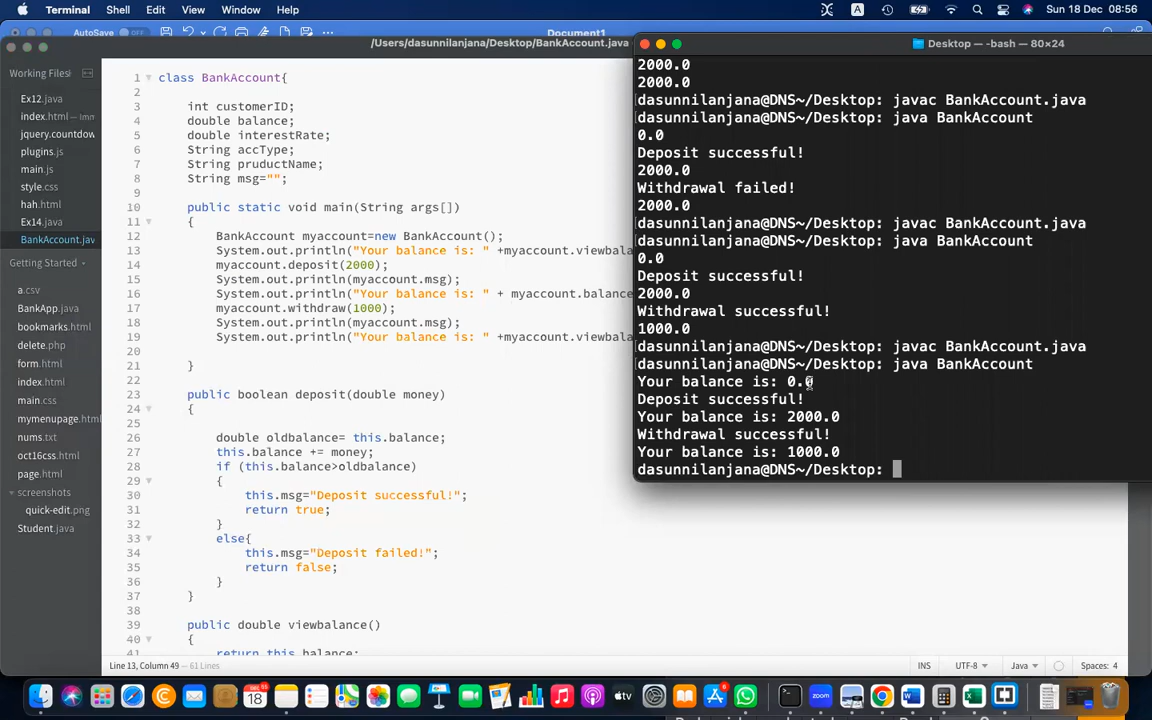 Terminal Shell Edit View Window Help A Sun 18 Dec 08:56
AutoSave OFF Document1
/Users/dasunnilanjana/Desktop/BankAccount.java
Working Files
Ex12.java
index.html — 
jquery.countdow
plugins.js
main.js
style.css
hah.html
Ex14.java
BankAccount.jav
Getting Started
a.csv
BankApp.java
bookmarks.html
delete.php
form.html
index.html
main.css
mymenupage.html
nums.txt
oct16css.html
page.html
screenshots
quick-edit.png
Student.java
1 class BankAccount{
2
3 int customerID;
4 double balance;
5 double interestRate;
6 String accType;
7 String pruductName;
8 String msg="";
9
10 public static void main(String args[])
11 {
12 BankAccount myaccount=new BankAccount();
13 System.out.println("Your balance is: " +myaccount.viewbala
14 myaccount.deposit(2000);
15 System.out.println(myaccount.msg);
16 System.out.println("Your balance is: " + myaccount.balance
17 myaccount.withdraw(1000);
18 System.out.println(myaccount.msg);
19 System.out.println("Your balance is: " +myaccount.viewbala
20
21 }
22
23 public boolean deposit(double money)
24 {
25
26 double oldbalance= this.balance;
27 this.balance += money;
28 if (this.balance>oldbalance)
29 {
30 this.msg="Deposit successful!";
31 return true;
32 }
33 else{
34 this.msg="Deposit failed!";
35 return false;
36 }
37 }
38
39 public double viewbalance()
40 {
41 return this.balance;
Line 13, Column 49 — 61 Lines
INS UTF-8 Java Spaces: 4
Desktop — -bash — 80×24
2000.0
2000.0
dasunnilanjana@DNS~/Desktop: javac BankAccount.java
dasunnilanjana@DNS~/Desktop: java BankAccount
0.0
Deposit successful!
2000.0
Withdrawal failed!
2000.0
dasunnilanjana@DNS~/Desktop: javac BankAccount.java
dasunnilanjana@DNS~/Desktop: java BankAccount
0.0
Deposit successful!
2000.0
Withdrawal successful!
1000.0
dasunnilanjana@DNS~/Desktop: javac BankAccount.java
dasunnilanjana@DNS~/Desktop: java BankAccount
Your balance is: 0.0
Deposit successful!
Your balance is: 2000.0
Withdrawal successful!
Your balance is: 1000.0
dasunnilanjana@DNS~/Desktop:
18
tv
zoom